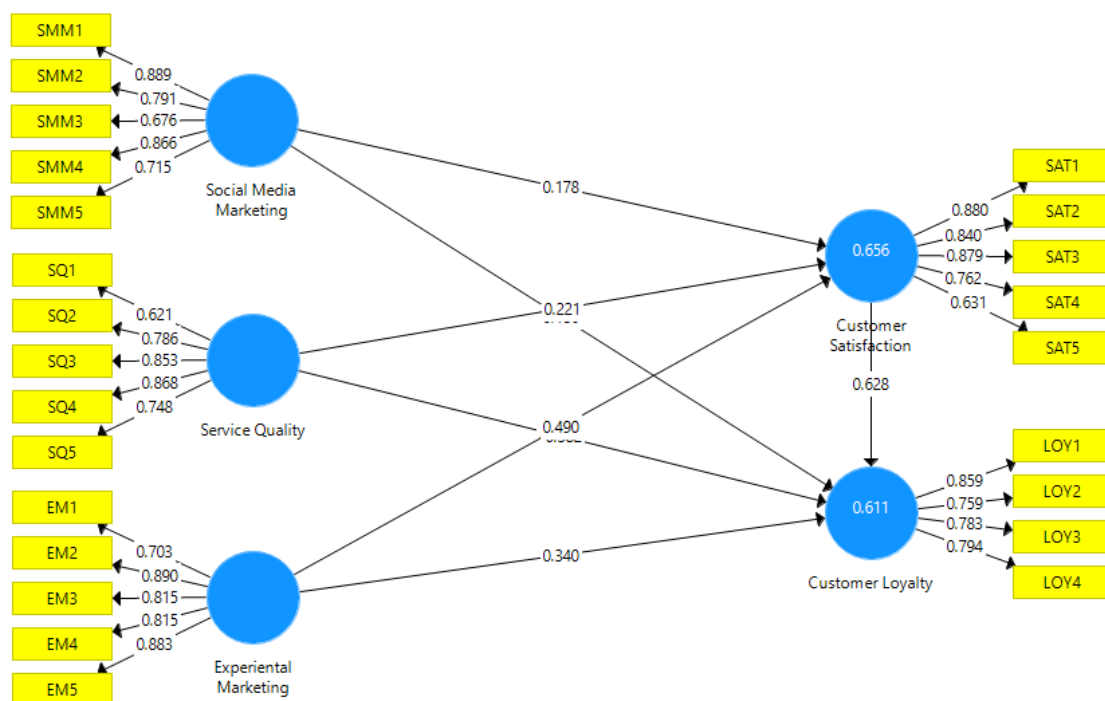 SMM1
SMM2
SMM3
SMM4
SMM5
0.889
0.791
0.676
0.866
0.715
Social Media
Marketing
SQ1
SQ2
SQ3
SQ4
SQ5
0.621
0.786
0.853
0.868
0.748
Service Quality
EM1
EM2
EM3
EM4
EM5
0.703
0.890
0.815
0.815
0.883
Experiental
Marketing
0.178
0.221
0.490
0.340
0.656
Customer
Satisfaction
0.628
0.611
Customer Loyalty
0.880
0.840
0.879
0.762
0.631
SAT1
SAT2
SAT3
SAT4
SAT5
0.859
0.759
0.783
0.794
LOY1
LOY2
LOY3
LOY4